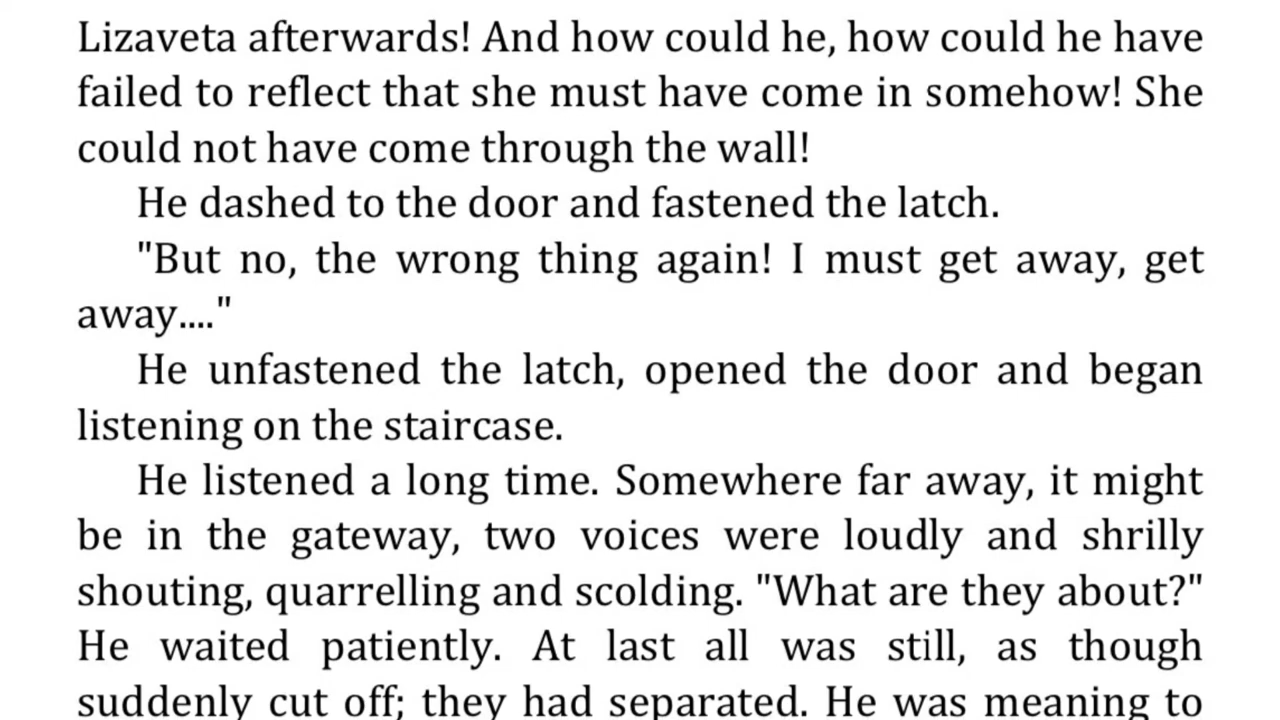 Lizaveta afterwards! And how could he, how could he have
failed to reflect that she must have come in somehow! She
could not have come through the wall!
He dashed to the door and fastened the latch.
"But no, the wrong thing again! I must get away, get
away...."
He unfastened the latch, opened the door and began
listening on the staircase.
He listened a long time. Somewhere far away, it might
be in the gateway, two voices were loudly and shrilly
shouting, quarrelling and scolding. "What are they about?"
He waited patiently. At last all was still, as though
suddenly cut off; they had separated. He was meaning to